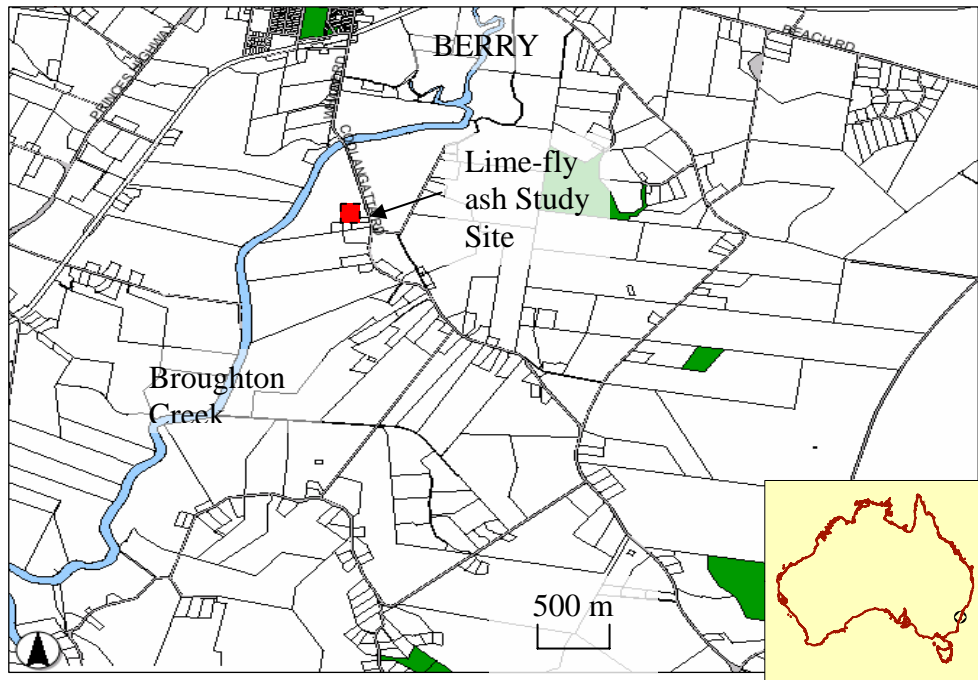 BERRY
BEACH RD
PRINCES HIGHWAY
Lime-fly
ash Study
Site
Broughton
Creek
500 m